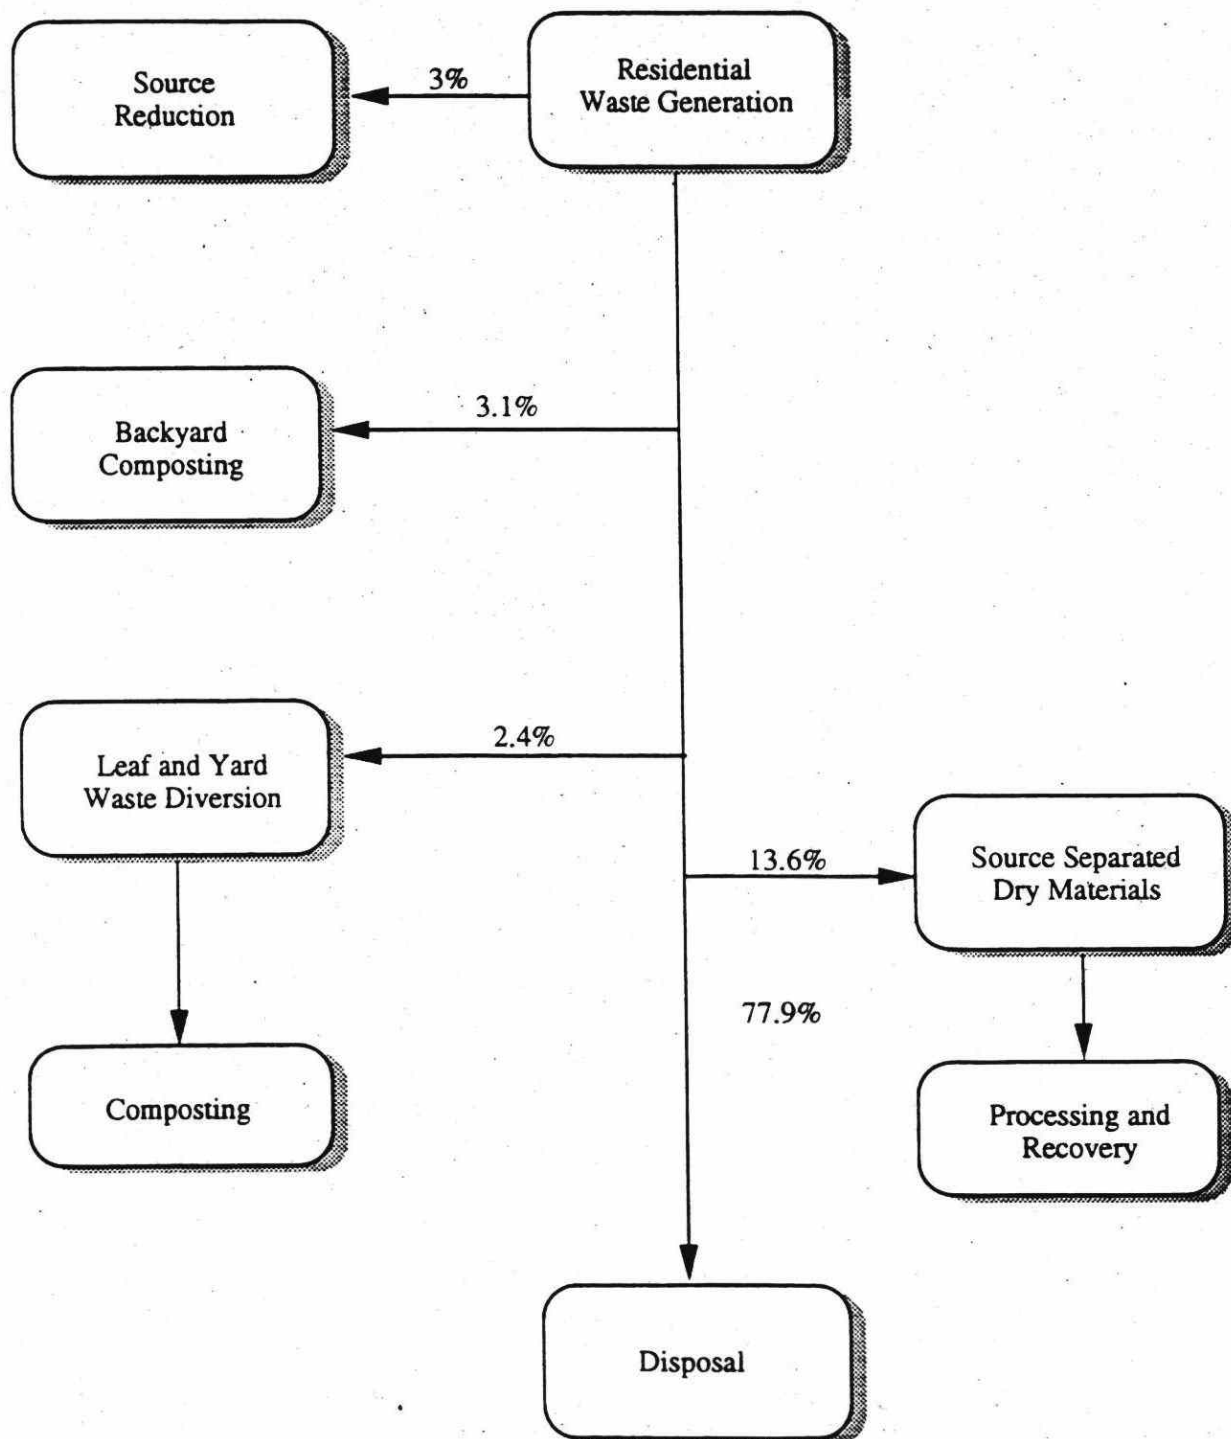 Source
Reduction
3%
Residential
Waste Generation
Backyard
Composting
3.1%
Leaf and Yard
Waste Diversion
2.4%
13.6%
Source Separated
Dry Materials
77.9%
Composting
Processing and
Recovery
Disposal